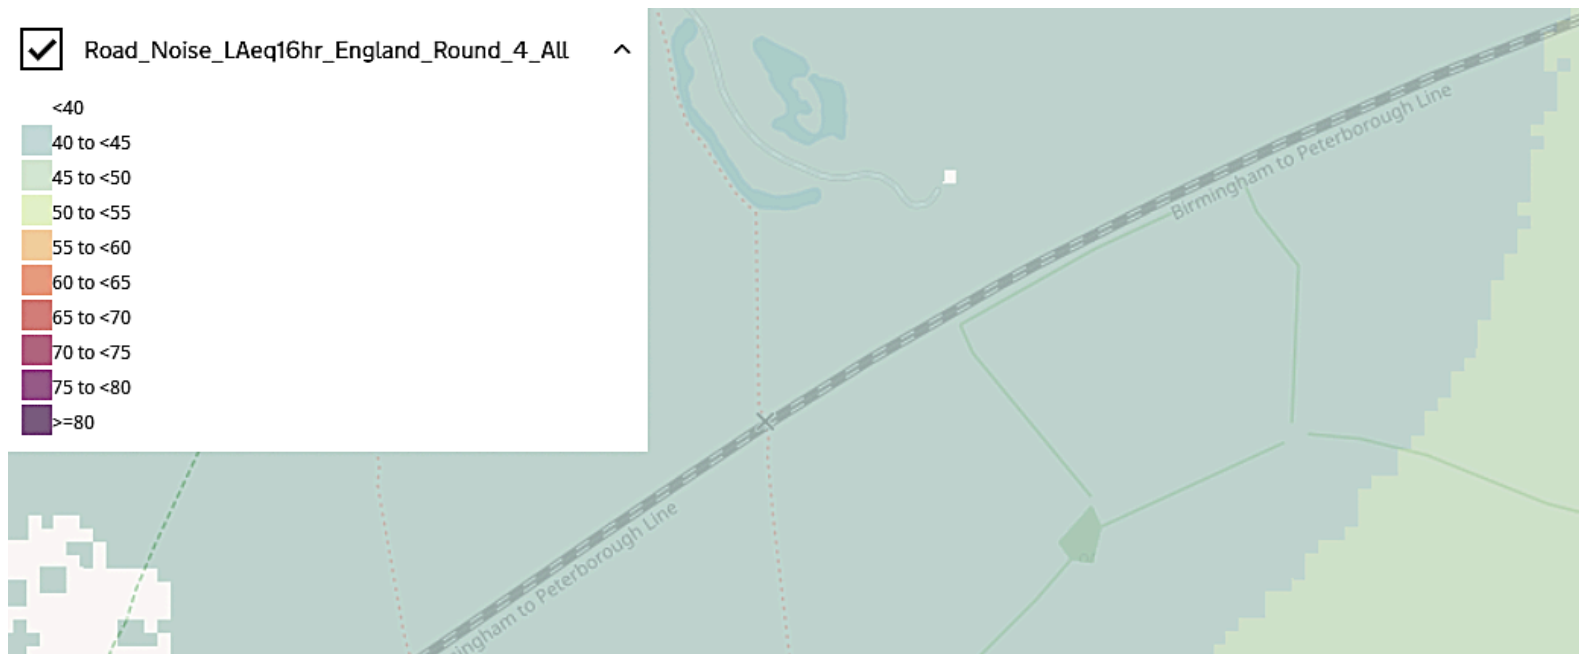 Road_Noise_LAeq16hr_England_Round_4_All
<40
40 to <45
45 to <50
50 to <55
55 to <60
60 to <65
65 to <70
70 to <75
75 to <80
>=80
Birmingham to Peterborough Line
mingham to Peterborough Line